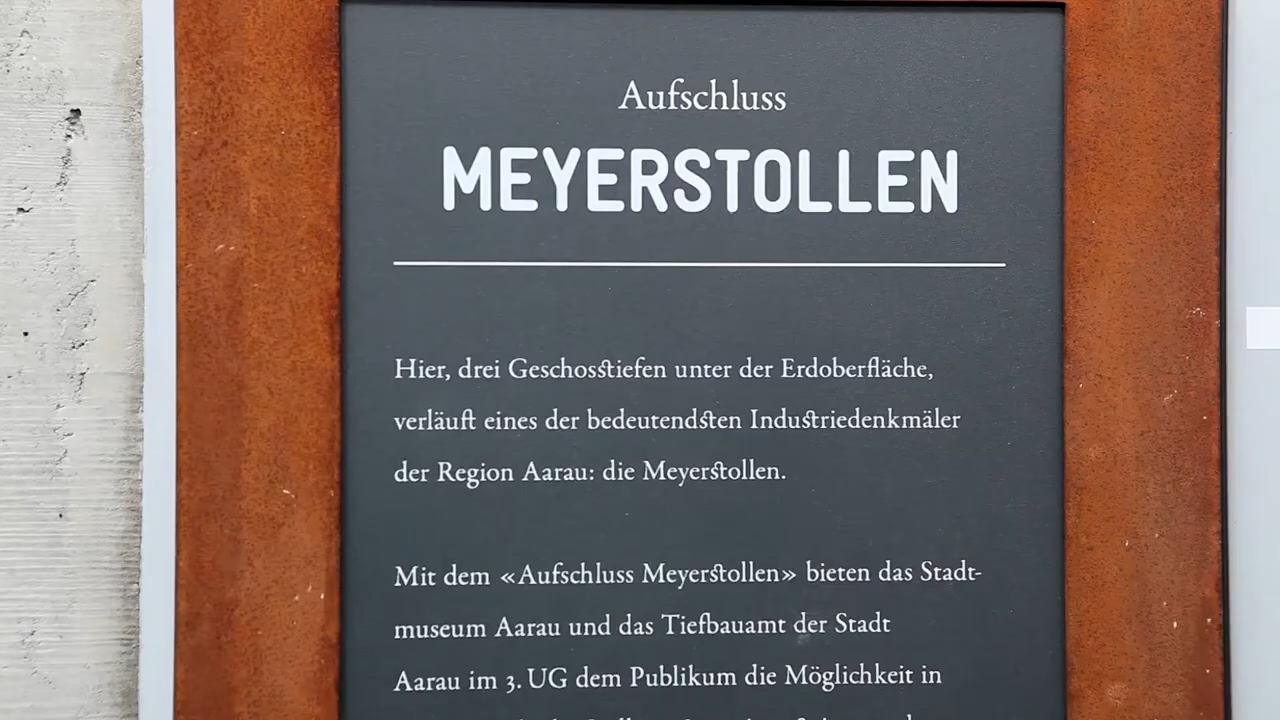 Aufschluss
MEYERSTOLLEN
Hier, drei Geschosstiefen unter der Erdoberfläche,
verläuft eines der bedeutendsten Industriedenkmäler
der Region Aarau: die Meyerstollen.
Mit dem «Aufschluss Meyerstollen» bieten das Stadt-
museum Aarau und das Tiefbauamt der Stadt
Aarau im 3. UG dem Publikum die Möglichkeit in